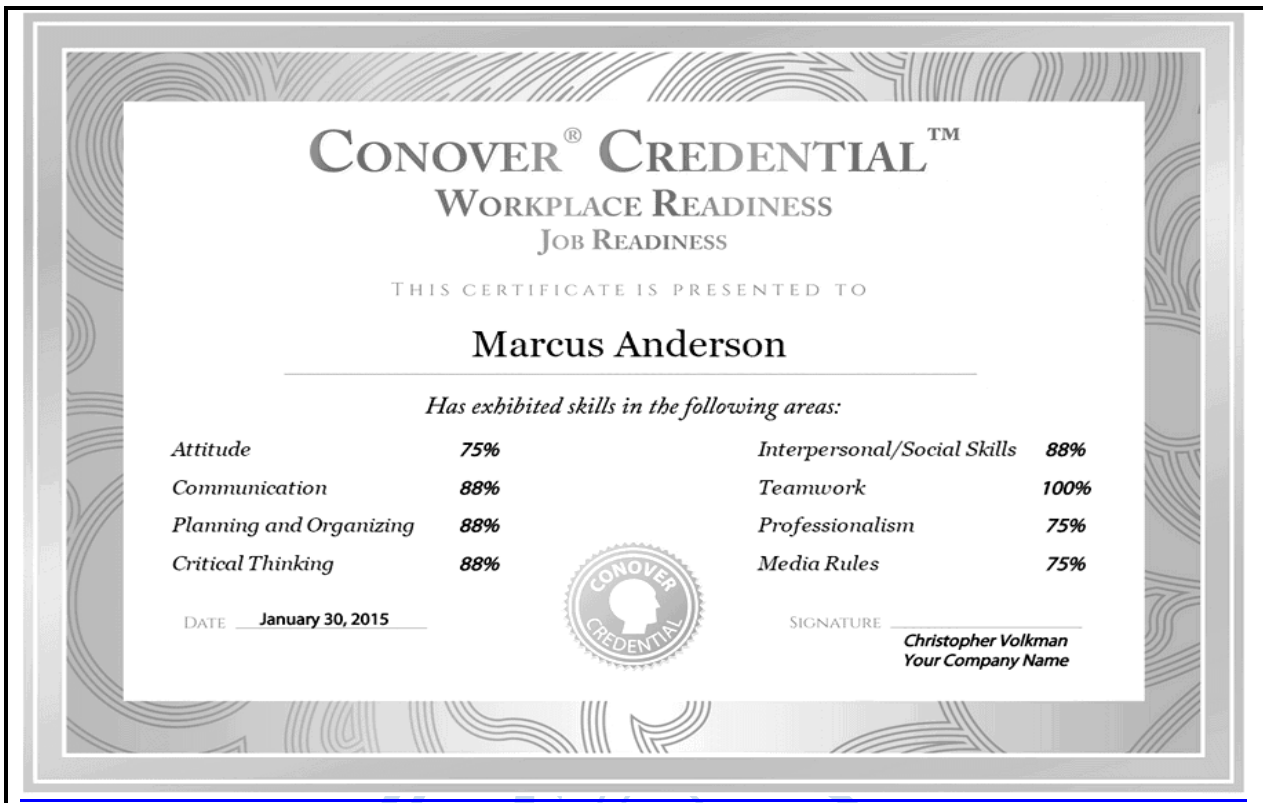 CONOVER® CREDENTIAL™
WORKPLACE READINESS
JOB READINESS
THIS CERTIFICATE IS PRESENTED TO
Marcus Anderson
Has exhibited skills in the following areas:
Attitude 75% Interpersonal/Social Skills 88%
Communication 88% Teamwork 100%
Planning and Organizing 88% Professionalism 75%
Critical Thinking 88% Media Rules 75%
CONOVER
CREDENTIAL
DATE January 30, 2015 SIGNATURE
Christopher Volkman
Your Company Name